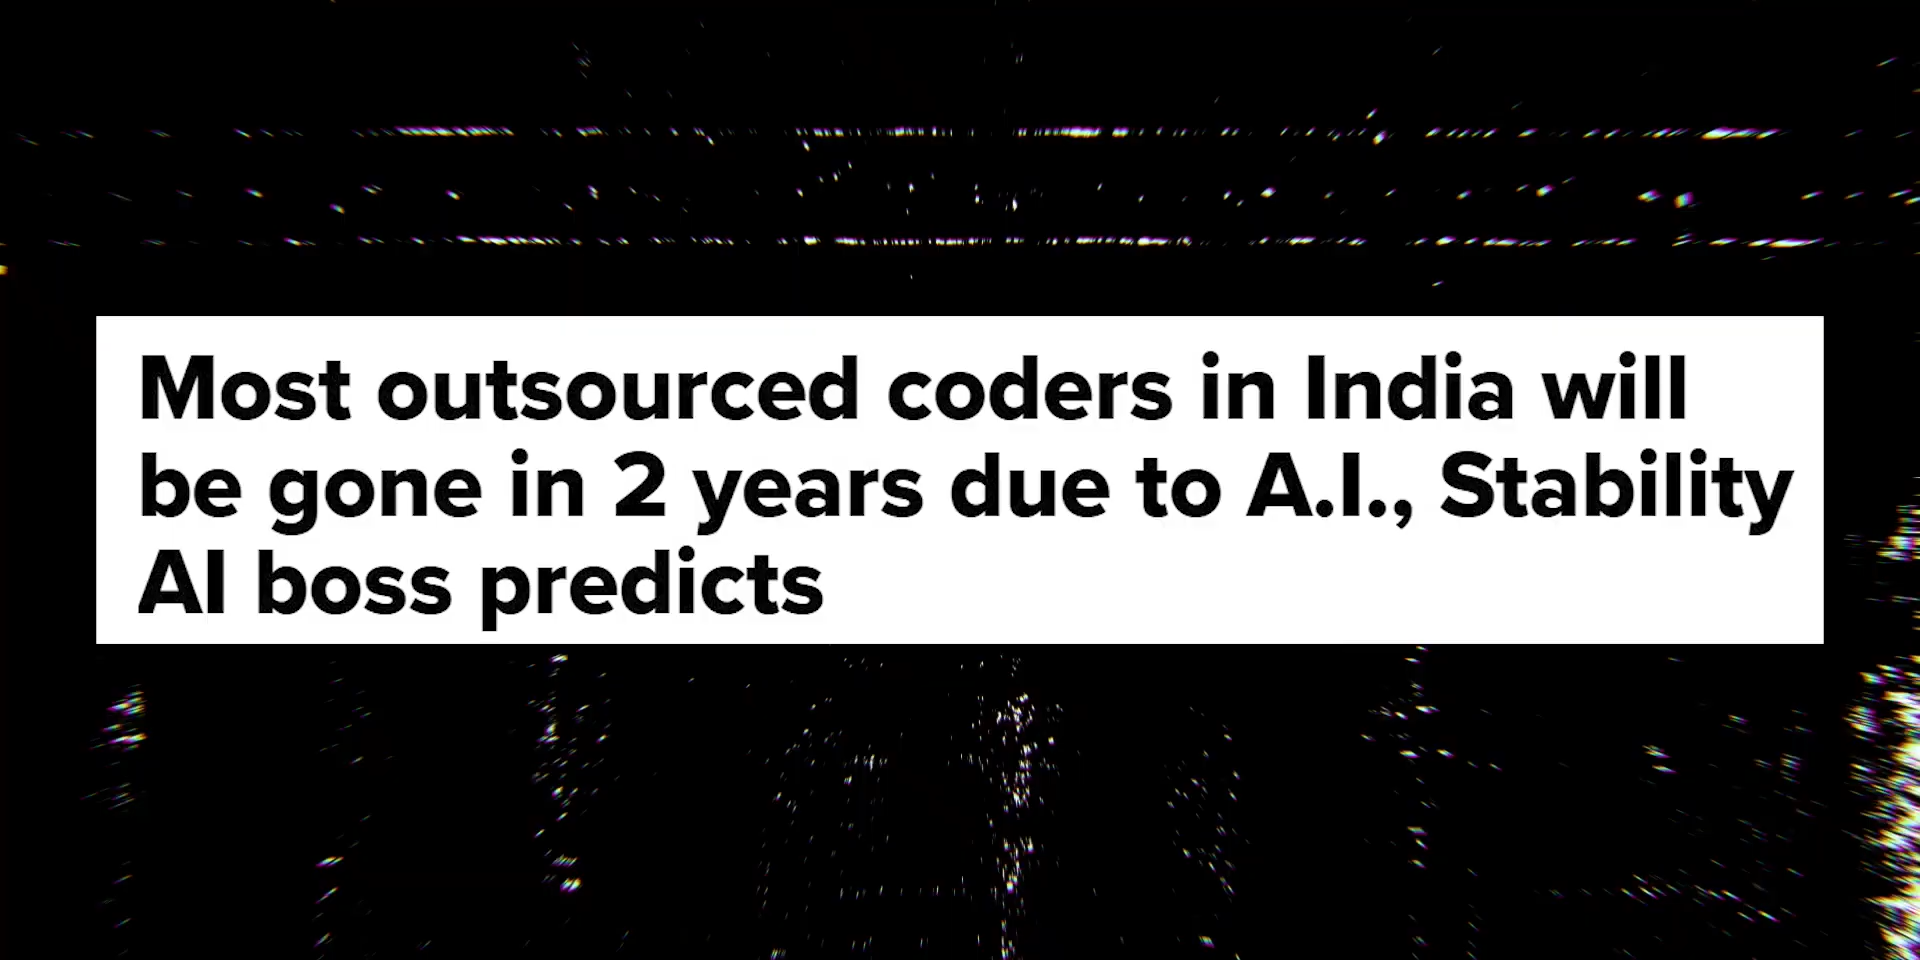 Most outsourced coders in India will
be gone in 2 years due to A.I., Stability
AI boss predicts